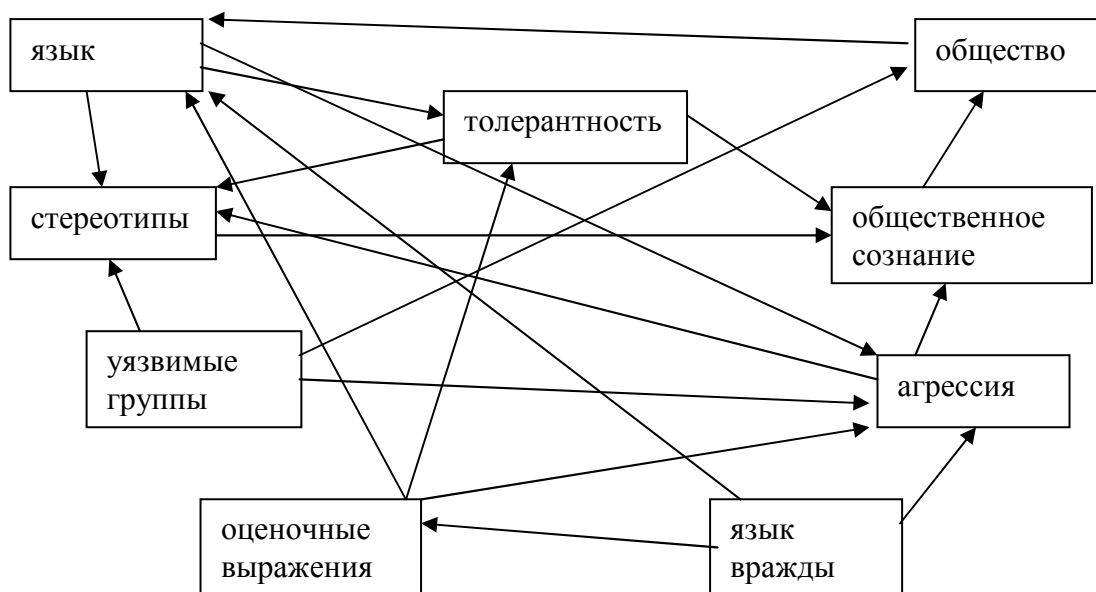 язык
общество
толерантность
стереотипы
общественное
сознание
уязвимые
группы
агрессия
оценочные
выражения
язык
вражды